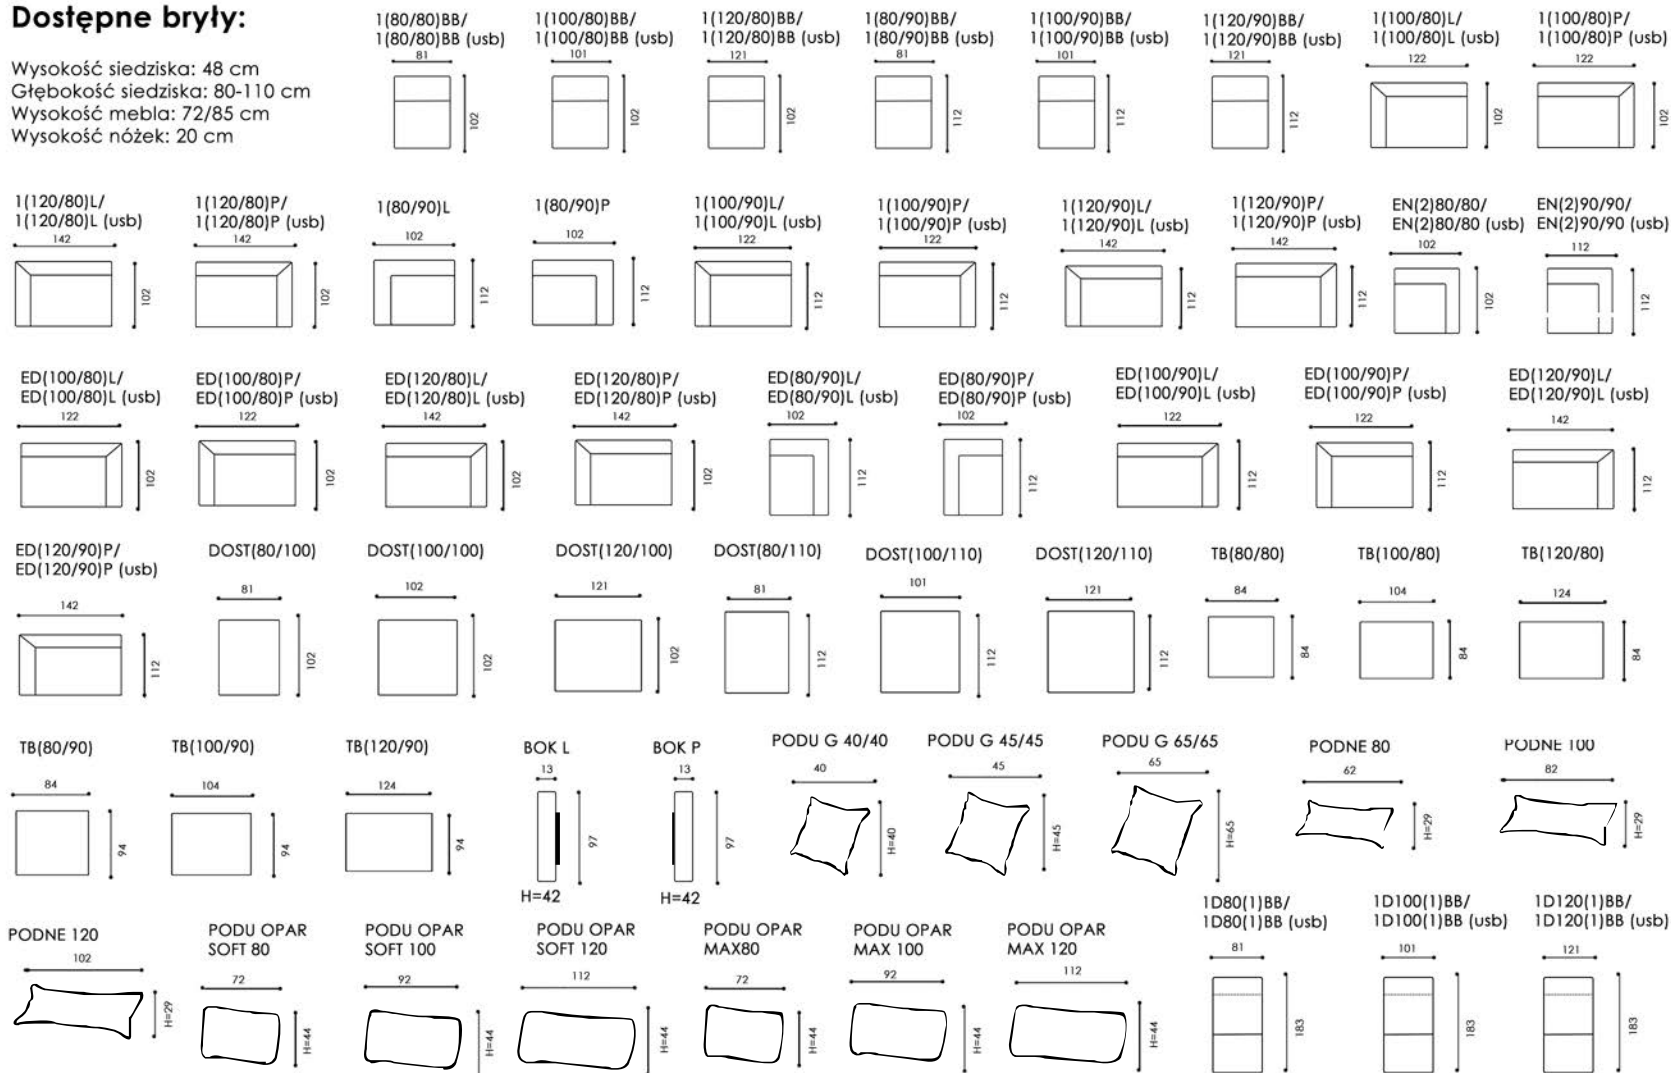 Dostępne bryły:
Wysokość siedziska: 48 cm
Głębokość siedziska: 80-110 cm
Wysokość mebla: 72/85 cm
Wysokość nóżek: 20 cm
1(80/80)BB/
1(80/80)BB (usb)
81
102
1(100/80)BB/
1(100/80)BB (usb)
101
102
1(120/80)BB/
1(120/80)BB (usb)
121
102
1(80/90)BB/
1(80/90)BB (usb)
81
112
1(100/90)BB/
1(100/90)BB (usb)
101
112
1(120/90)BB/
1(120/90)BB (usb)
121
112
1(100/80)L/
1(100/80)L (usb)
122
102
1(100/80)P/
1(100/80)P (usb)
122
102
1(120/80)L/
1(120/80)L (usb)
142
102
1(120/80)P/
1(120/80)P (usb)
142
102
1(80/90)L
102
112
1(80/90)P
102
112
1(100/90)L/
1(100/90)L (usb)
122
112
1(100/90)P/
1(100/90)P (usb)
122
112
1(120/90)L/
1(120/90)L (usb)
142
112
1(120/90)P/
1(120/90)P (usb)
142
112
EN(2)80/80/
EN(2)80/80 (usb)
102
102
EN(2)90/90/
EN(2)90/90 (usb)
112
112
ED(100/80)L/
ED(100/80)L (usb)
122
102
ED(100/80)P/
ED(100/80)P (usb)
122
102
ED(120/80)L/
ED(120/80)L (usb)
142
102
ED(120/80)P/
ED(120/80)P (usb)
142
102
ED(80/90)L/
ED(80/90)L (usb)
102
112
ED(80/90)P/
ED(80/90)P (usb)
102
112
ED(100/90)L/
ED(100/90)L (usb)
122
112
ED(100/90)P/
ED(100/90)P (usb)
122
112
ED(120/90)L/
ED(120/90)L (usb)
142
112
ED(120/90)P/
ED(120/90)P (usb)
142
112
DOST(80/100)
81
102
DOST(100/100)
102
102
DOST(120/100)
121
102
DOST(80/110)
81
112
DOST(100/110)
101
112
DOST(120/110)
121
112
TB(80/80)
84
84
TB(100/80)
104
84
TB(120/80)
124
84
TB(80/90)
84
94
TB(100/90)
104
94
TB(120/90)
124
94
BOK L
13
97
H=42
BOK P
13
97
H=42
PODU G 40/40
40
H=40
PODU G 45/45
45
H=45
PODU G 65/65
65
H=65
PODNE 80
62
H=29
PODNE 100
82
H=29
PODNE 120
102
H=29
PODU OPAR
SOFT 80
72
H=44
PODU OPAR
SOFT 100
92
H=44
PODU OPAR
SOFT 120
112
H=44
PODU OPAR
MAX80
72
H=44
PODU OPAR
MAX 100
92
H=44
PODU OPAR
MAX 120
112
H=44
1D80(1)BB/
1D80(1)BB (usb)
81
183
1D100(1)BB/
1D100(1)BB (usb)
101
183
1D120(1)BB/
1D120(1)BB (usb)
121
183